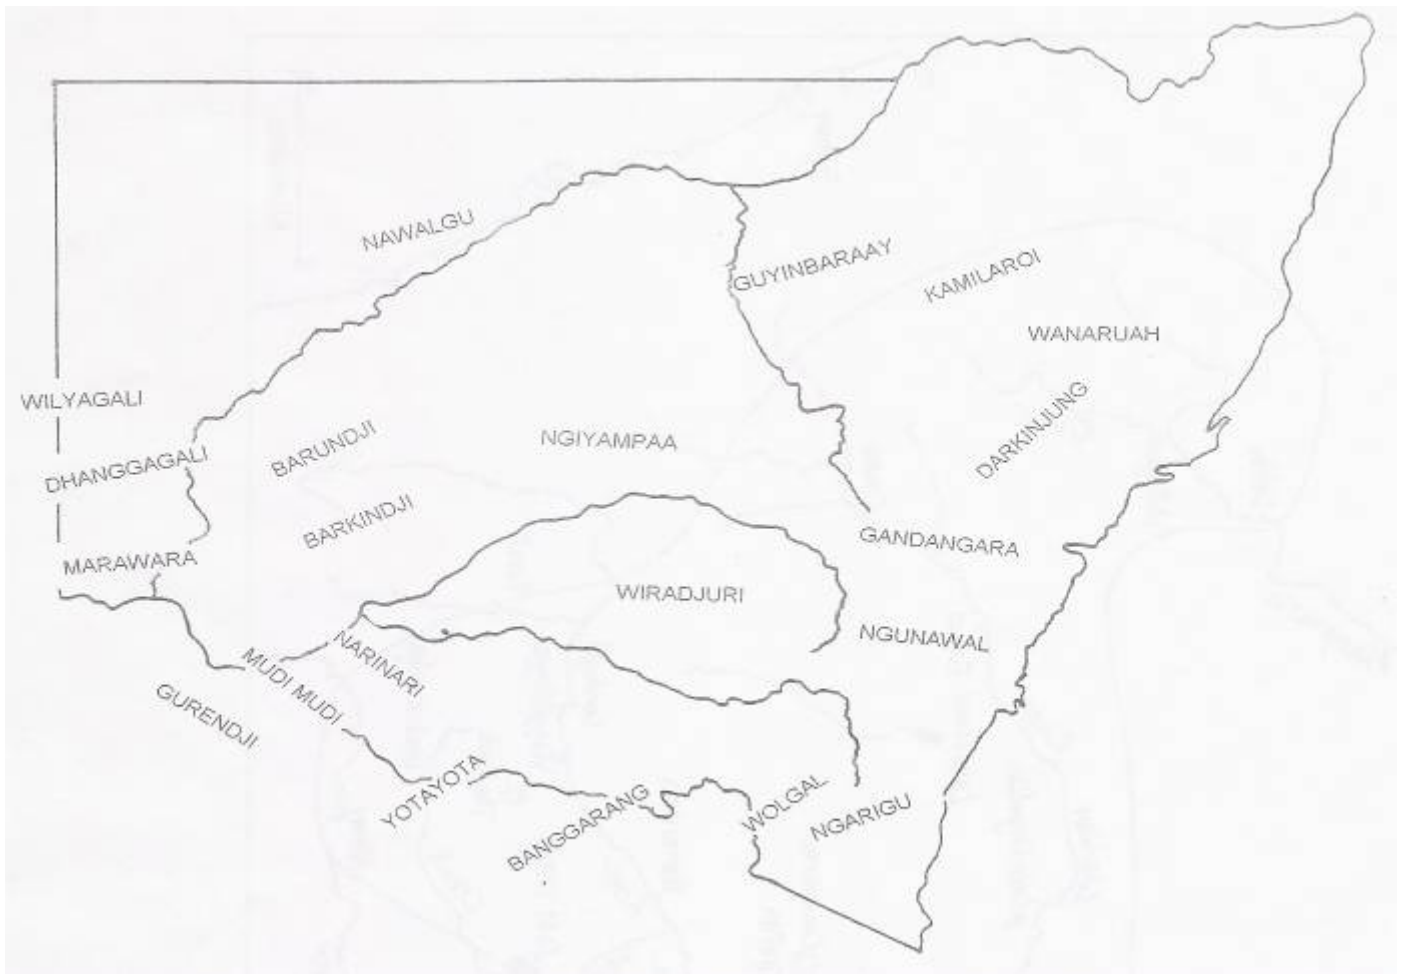 NAWALGU
GUYINBARAAY
KAMILAROI
WANARUAH
WILYAGALI
DHANGGAGALI
BARUNDJI
NGIYAMPAA
DARKINJUNG
MARAWARA
BARKINDJI
GANDANGARA
WIRADJURI
NGUNAWAL
NARINARI
MUDI MUDI
GURENDJI
YOTAYOTA
BANGGARANG
WOLGAL
NGARIGU